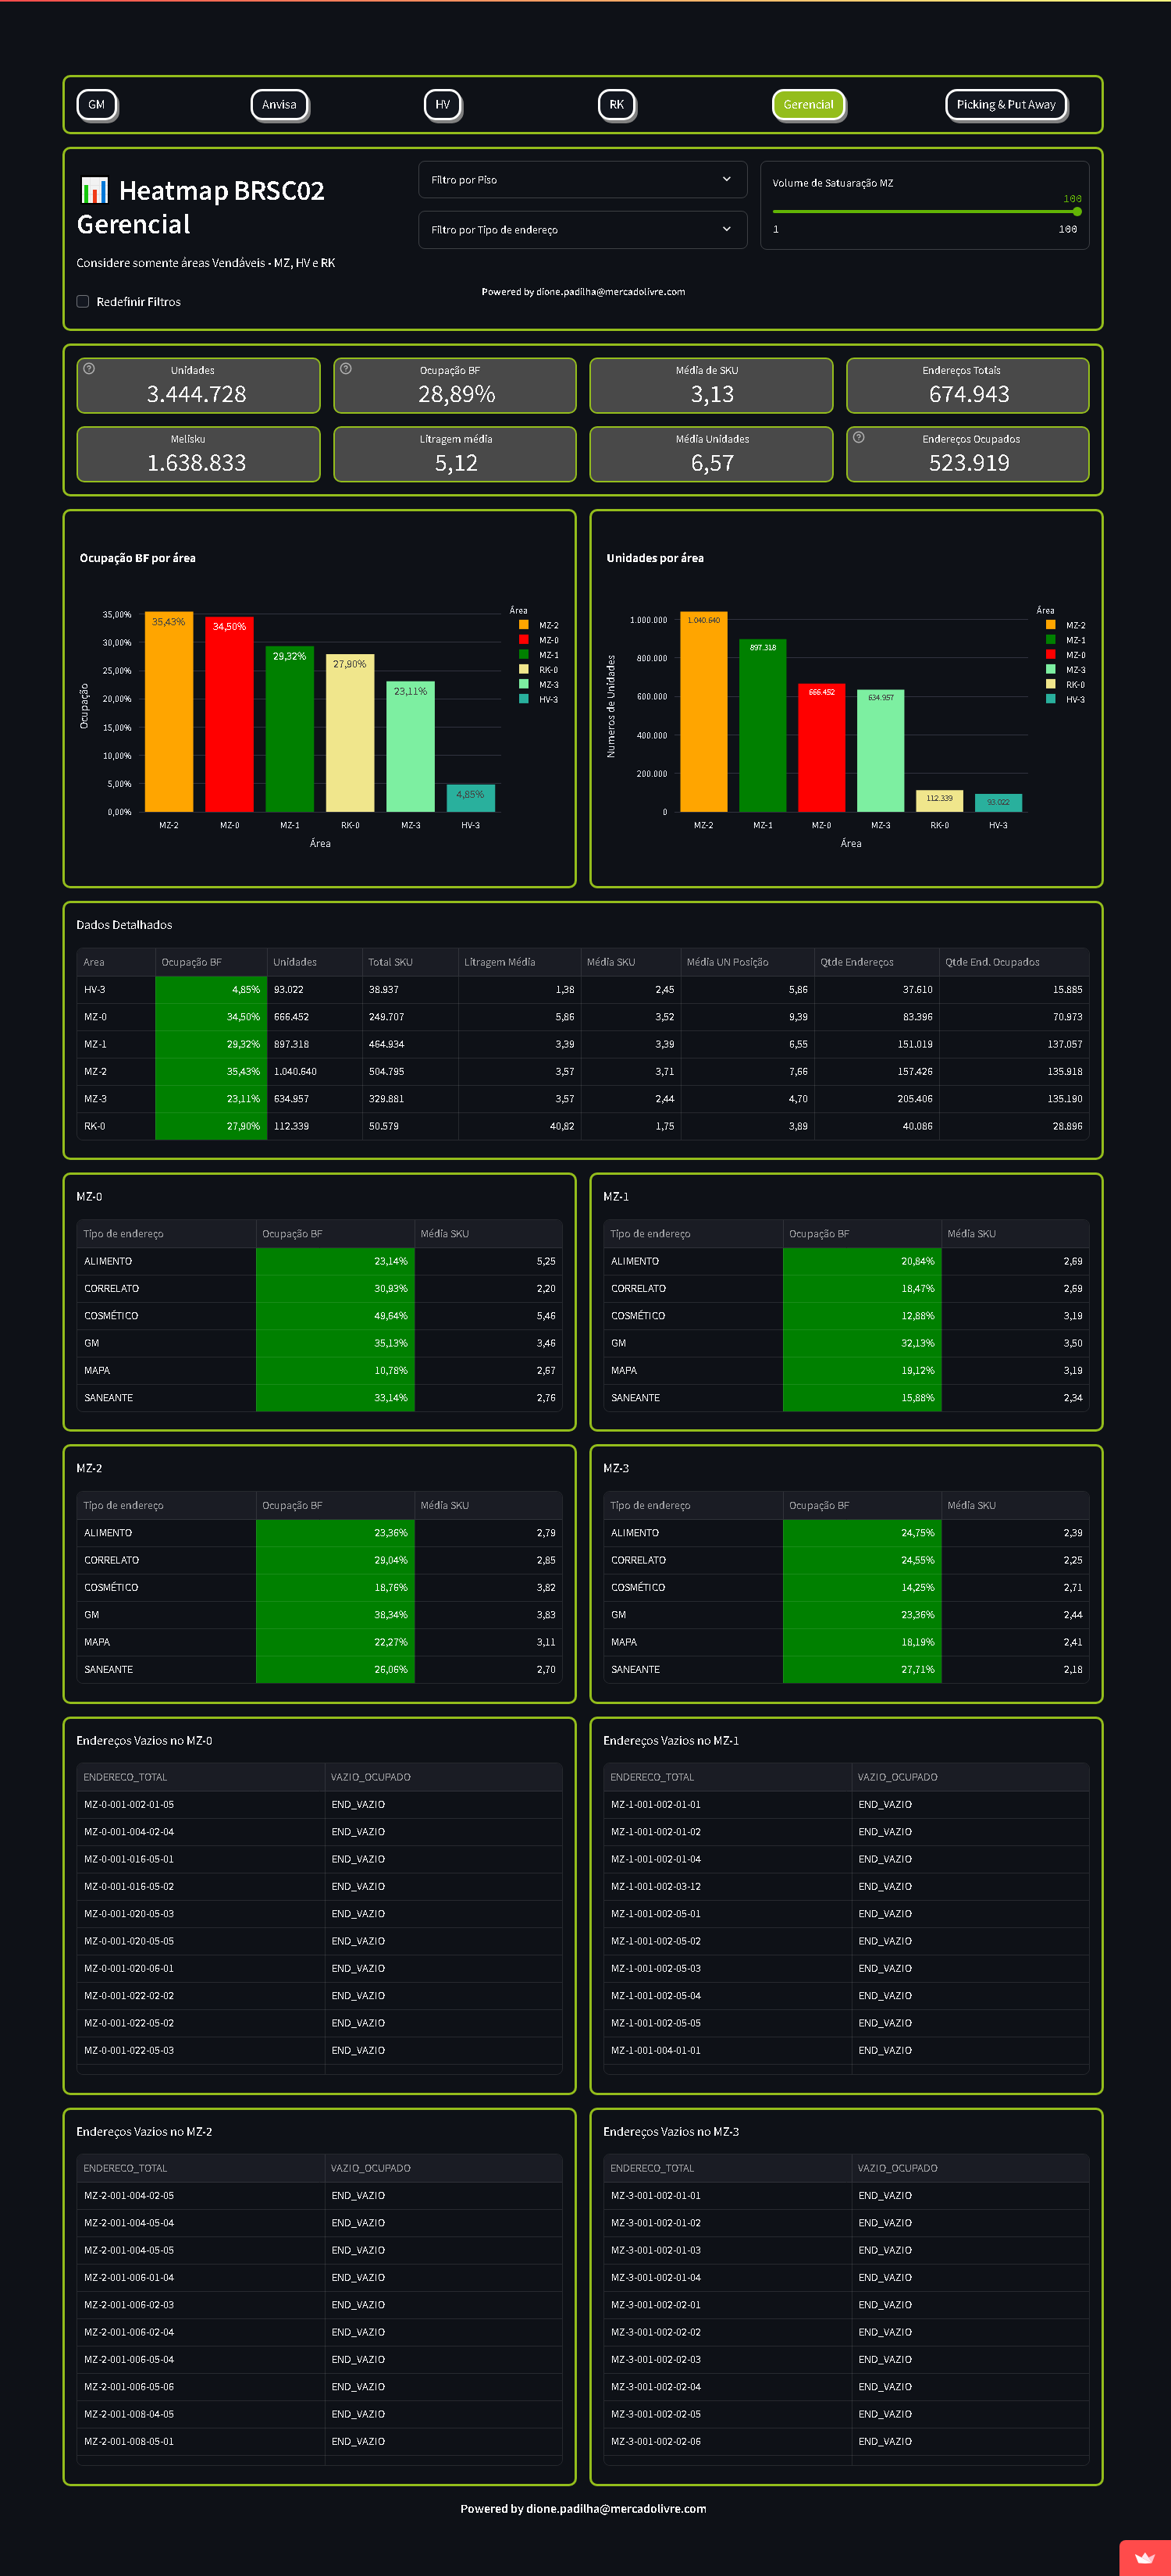 GM Anvisa HV RK Gerencial Picking & Put Away
Heatmap BRSC02
Gerencial
Considere somente áreas Vendáveis - MZ, HV e RK
Redefinir Filtros
Filtro por Piso
Filtro por Tipo de endereço
Powered by dione.padilha@mercadolivre.com
Volume de Satuaração MZ
100
1 100
Unidades
3.444.728
Ocupação BF
28,89%
Média de SKU
3,13
Endereços Totais
674.943
Melisku
1.638.833
Litragem média
5,12
Média Unidades
6,57
Endereços Ocupados
523.919
Ocupação BF por área
35,00%
30,00%
25,00%
20,00%
15,00%
10,00%
5,00%
0,00%
Ocupação
35,43% 34,50% 29,32% 27,90% 23,11% 4,85%
MZ-2 MZ-0 MZ-1 RK-0 MZ-3 HV-3
Área
Área
MZ-2
MZ-0
MZ-1
RK-0
MZ-3
HV-3
Unidades por área
1.000.000
800.000
600.000
400.000
200.000
0
Numeros de Unidades
1.040.640 897.318 666.452 634.957 112.339 93.022
MZ-2 MZ-1 MZ-0 MZ-3 RK-0 HV-3
Área
Área
MZ-2
MZ-1
MZ-0
MZ-3
RK-0
HV-3
Dados Detalhados
Area Ocupação BF Unidades Total SKU Litragem Média Média SKU Média UN Posição Qtde Endereços Qtde End. Ocupados
HV-3 4,85% 93.022 38.937 1,38 2,45 5,86 37.610 15.885
MZ-0 34,50% 666.452 249.707 5,86 3,52 9,39 83.396 70.973
MZ-1 29,32% 897.318 464.934 3,39 3,39 6,55 151.019 137.057
MZ-2 35,43% 1.040.640 504.795 3,57 3,71 7,66 157.426 135.918
MZ-3 23,11% 634.957 329.881 3,57 2,44 4,70 205.406 135.190
RK-0 27,90% 112.339 50.579 40,82 1,75 3,89 40.086 28.896
MZ-0
Tipo de endereço Ocupação BF Média SKU
ALIMENTO 23,14% 5,25
CORRELATO 30,93% 2,20
COSMÉTICO 49,64% 5,46
GM 35,13% 3,46
MAPA 10,78% 2,67
SANEANTE 33,14% 2,76
MZ-1
Tipo de endereço Ocupação BF Média SKU
ALIMENTO 20,84% 2,69
CORRELATO 18,47% 2,69
COSMÉTICO 12,88% 3,19
GM 32,13% 3,50
MAPA 19,12% 3,19
SANEANTE 15,88% 2,34
MZ-2
Tipo de endereço Ocupação BF Média SKU
ALIMENTO 23,36% 2,79
CORRELATO 29,04% 2,85
COSMÉTICO 18,76% 3,82
GM 38,34% 3,83
MAPA 22,27% 3,11
SANEANTE 26,06% 2,70
MZ-3
Tipo de endereço Ocupação BF Média SKU
ALIMENTO 24,75% 2,39
CORRELATO 24,55% 2,25
COSMÉTICO 14,25% 2,71
GM 23,36% 2,44
MAPA 18,19% 2,41
SANEANTE 27,71% 2,18
Endereços Vazios no MZ-0
ENDERECO_TOTAL VAZIO_OCUPADO
MZ-0-001-002-01-05 END_VAZIO
MZ-0-001-004-02-04 END_VAZIO
MZ-0-001-016-05-01 END_VAZIO
MZ-0-001-016-05-02 END_VAZIO
MZ-0-001-020-05-03 END_VAZIO
MZ-0-001-020-05-05 END_VAZIO
MZ-0-001-020-06-01 END_VAZIO
MZ-0-001-022-02-02 END_VAZIO
MZ-0-001-022-05-02 END_VAZIO
MZ-0-001-022-05-03 END_VAZIO
Endereços Vazios no MZ-1
ENDERECO_TOTAL VAZIO_OCUPADO
MZ-1-001-002-01-01 END_VAZIO
MZ-1-001-002-01-02 END_VAZIO
MZ-1-001-002-01-04 END_VAZIO
MZ-1-001-002-03-12 END_VAZIO
MZ-1-001-002-05-01 END_VAZIO
MZ-1-001-002-05-02 END_VAZIO
MZ-1-001-002-05-03 END_VAZIO
MZ-1-001-002-05-04 END_VAZIO
MZ-1-001-002-05-05 END_VAZIO
MZ-1-001-004-01-01 END_VAZIO
Endereços Vazios no MZ-2
ENDERECO_TOTAL VAZIO_OCUPADO
MZ-2-001-004-02-05 END_VAZIO
MZ-2-001-004-05-04 END_VAZIO
MZ-2-001-004-05-05 END_VAZIO
MZ-2-001-006-01-04 END_VAZIO
MZ-2-001-006-02-03 END_VAZIO
MZ-2-001-006-02-04 END_VAZIO
MZ-2-001-006-05-04 END_VAZIO
MZ-2-001-006-05-06 END_VAZIO
MZ-2-001-008-04-05 END_VAZIO
MZ-2-001-008-05-01 END_VAZIO
Endereços Vazios no MZ-3
ENDERECO_TOTAL VAZIO_OCUPADO
MZ-3-001-002-01-01 END_VAZIO
MZ-3-001-002-01-02 END_VAZIO
MZ-3-001-002-01-03 END_VAZIO
MZ-3-001-002-01-04 END_VAZIO
MZ-3-001-002-02-01 END_VAZIO
MZ-3-001-002-02-02 END_VAZIO
MZ-3-001-002-02-03 END_VAZIO
MZ-3-001-002-02-04 END_VAZIO
MZ-3-001-002-02-05 END_VAZIO
MZ-3-001-002-02-06 END_VAZIO
Powered by dione.padilha@mercadolivre.com